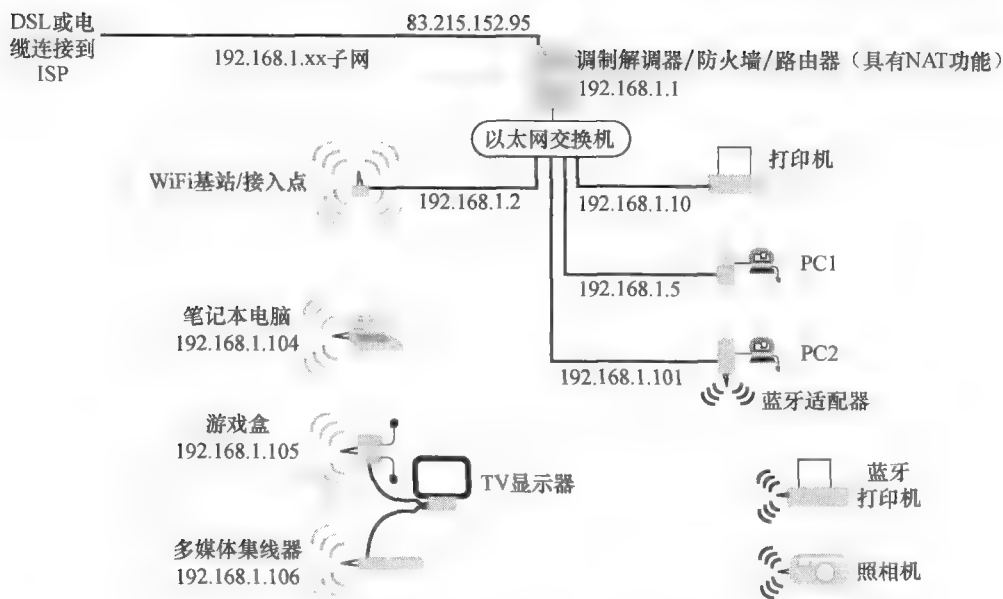 DSL或电
缆连接到
ISP
83.215.152.95
192.168.1.xx子网
调制解调器/防火墙/路由器（具有NAT功能）
192.168.1.1
以太网交换机
打印机
WiFi基站/接入点
192.168.1.2
192.168.1.10
PC1
192.168.1.5
笔记本电脑
192.168.1.104
PC2
192.168.1.101
蓝牙适配器
游戏盒
192.168.1.105
TV显示器
蓝牙
打印机
多媒体集线器
192.168.1.106
照相机